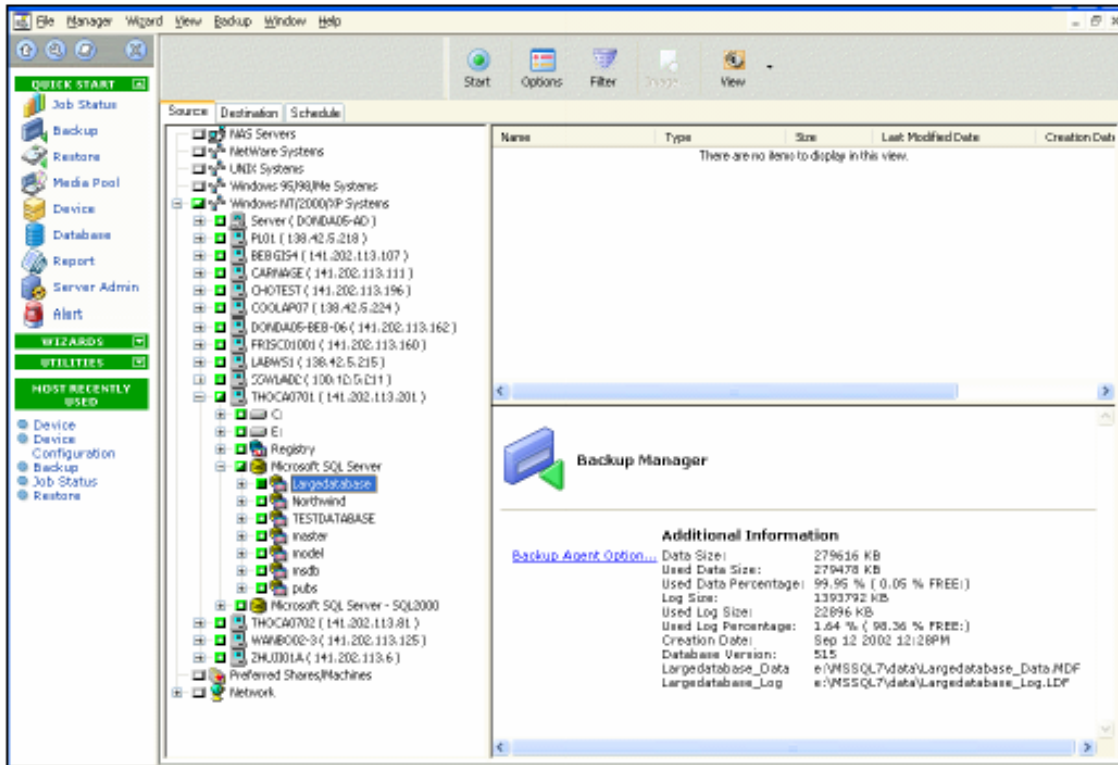 File Manager Wizard View Backup Window Help
Start Options Filter View
QUICK START
Job Status
Backup
Restore
Media Pool
Device
Database
Report
Server Admin
Alert
WIZARDS
UTILITIES
MOST RECENTLY
USED
Device
Device
Configuration
Backup
Job Status
Restore
Source Destination Schedule
NAS Servers
NetWare Systems
UNIX Systems
Windows 95/98/Me Systems
Windows NT/2000/XP Systems
Server ( DONDA05-AD )
( 138.42.5.218 )
( 141.202.113.107 )
CARNAGE ( 141.202.113.111 )
CHOTEST ( 141.202.113.196 )
COOLAP07 ( 138.42.5.224 )
DONDA05-BEB-06 ( 141.202.113.162 )
FRISCO1001 ( 141.202.113.160 )
LABWS1 ( 138.42.5.215 )
THOCA0701 ( 141.202.113.201 )
C:
E:
Registry
Microsoft SQL Server
Largedatabase
Northwind
TESTDATABASE
master
model
msdb
pubs
Microsoft SQL Server - SQL2000
THOCA0702 ( 141.202.113.81 )
WANBO02-3 ( 141.202.113.125 )
( 141.202.113.6 )
Preferred Shares/Machines
Network
Name Type Size Last Modified Date Creation Date
There are no items to display in this view.
Backup Manager
Additional Information
Backup Agent Option...
Data Size: 279616 KB
Used Data Size: 279478 KB
Used Data Percentage: 99.95 % ( 0.05 % FREE:)
Log Size: 1393792 KB
Used Log Size: 22896 KB
Used Log Percentage: 1.64 % ( 98.36 % FREE:)
Creation Date: Sep 12 2002 12:28PM
Database Version: 515
Largedatabase_Data e:\MSSQL7\data\Largedatabase_Data.MDF
Largedatabase_Log e:\MSSQL7\data\Largedatabase_Log.LDF